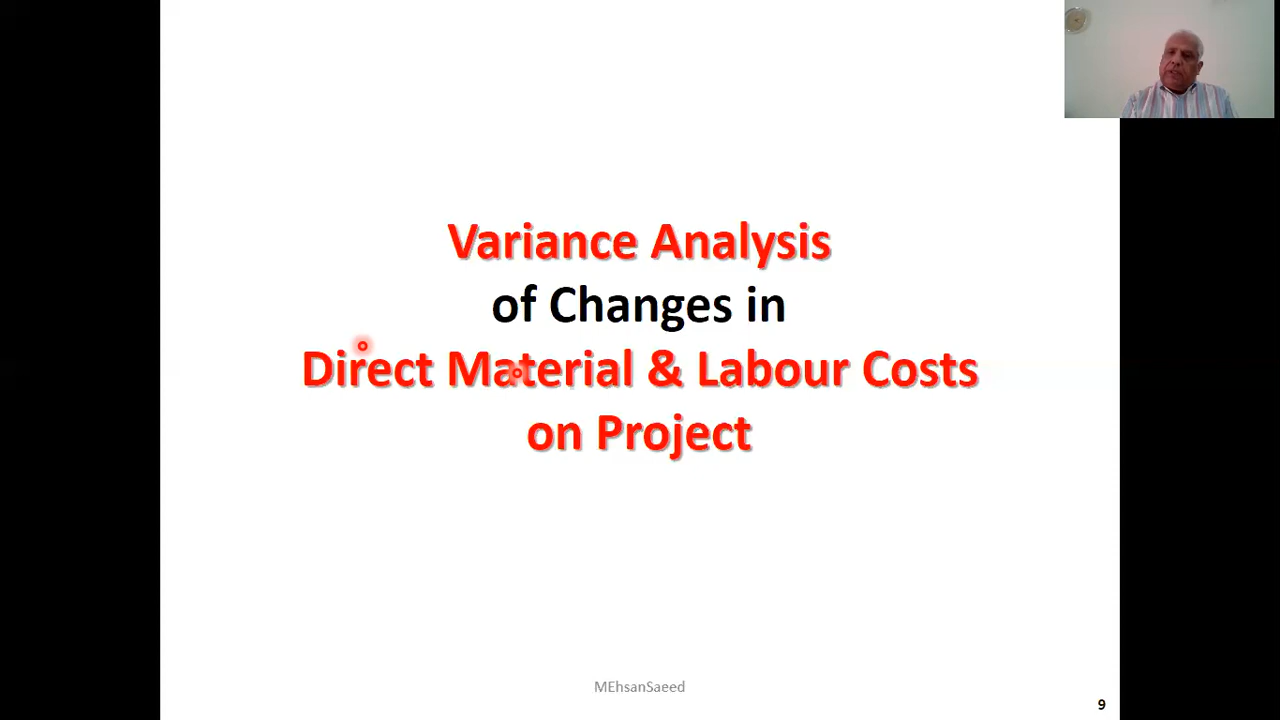 Variance Analysis
of Changes in
Direct Material & Labour Costs
on Project
MEhsanSaeed
9